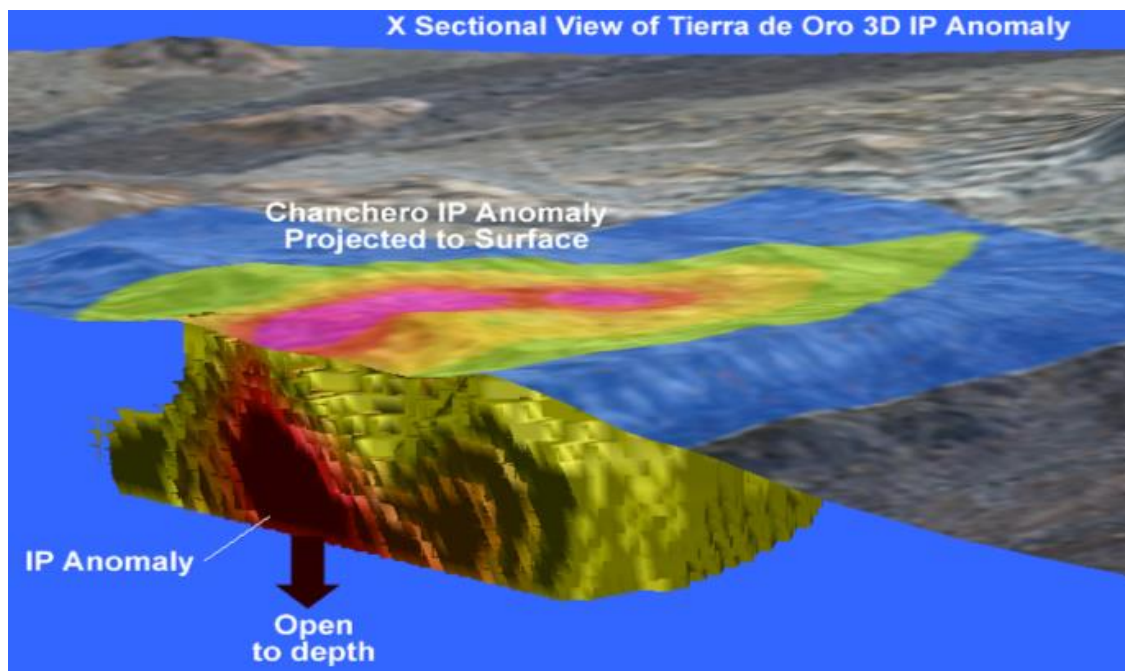 X Sectional View of Tierra de Oro 3D IP Anomaly
Chanchero IP Anomaly
Projected to Surface
IP Anomaly
Open
to depth